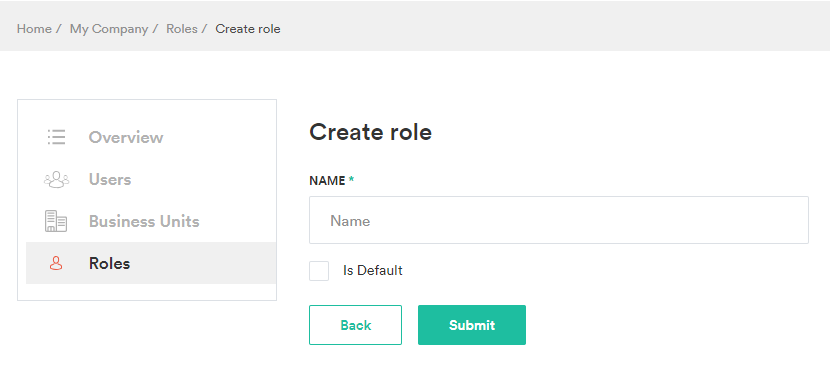 Home / My Company / Roles / Create role
Overview
Users
Business Units
Roles
Create role
NAME *
Name
Is Default
Back Submit